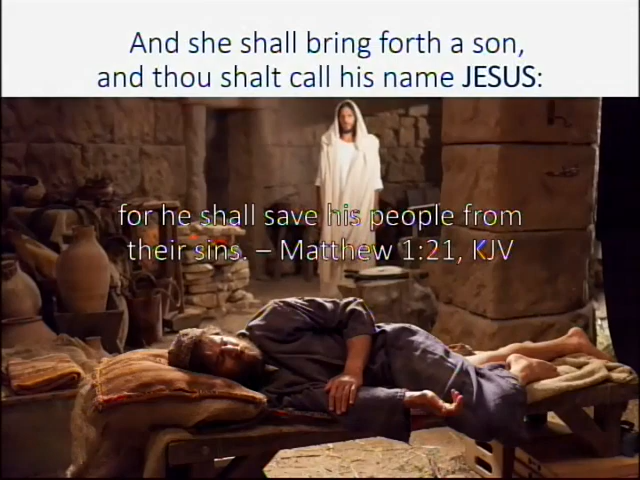 And she shall bring forth a son,
and thou shalt call his name JESUS:
for he shall save his people from
their sins. – Matthew 1:21, KJV